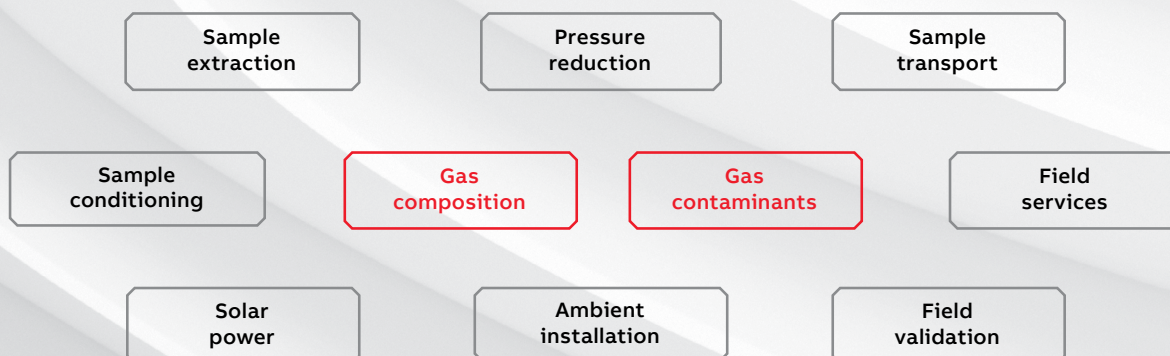 Sample
extraction
Pressure
reduction
Sample
transport
Sample
conditioning
Gas
composition
Gas
contaminants
Field
services
Solar
power
Ambient
installation
Field
validation